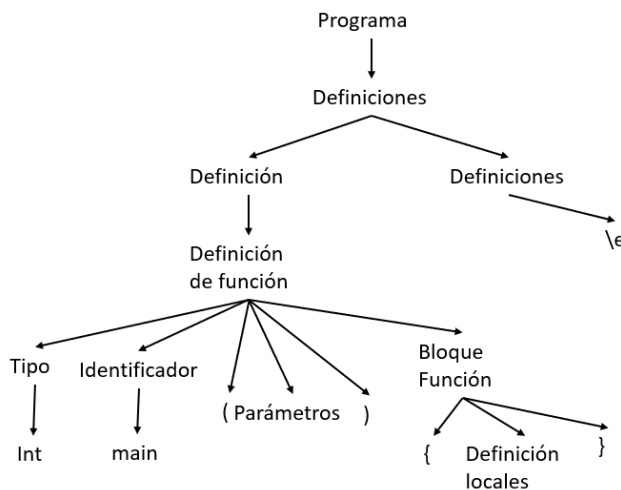 Programa
Definiciones
Definición Definiciones
\e
Definición
de función
Tipo Identificador ( Parámetros ) Bloque
Función
Int main { Definición }
locales